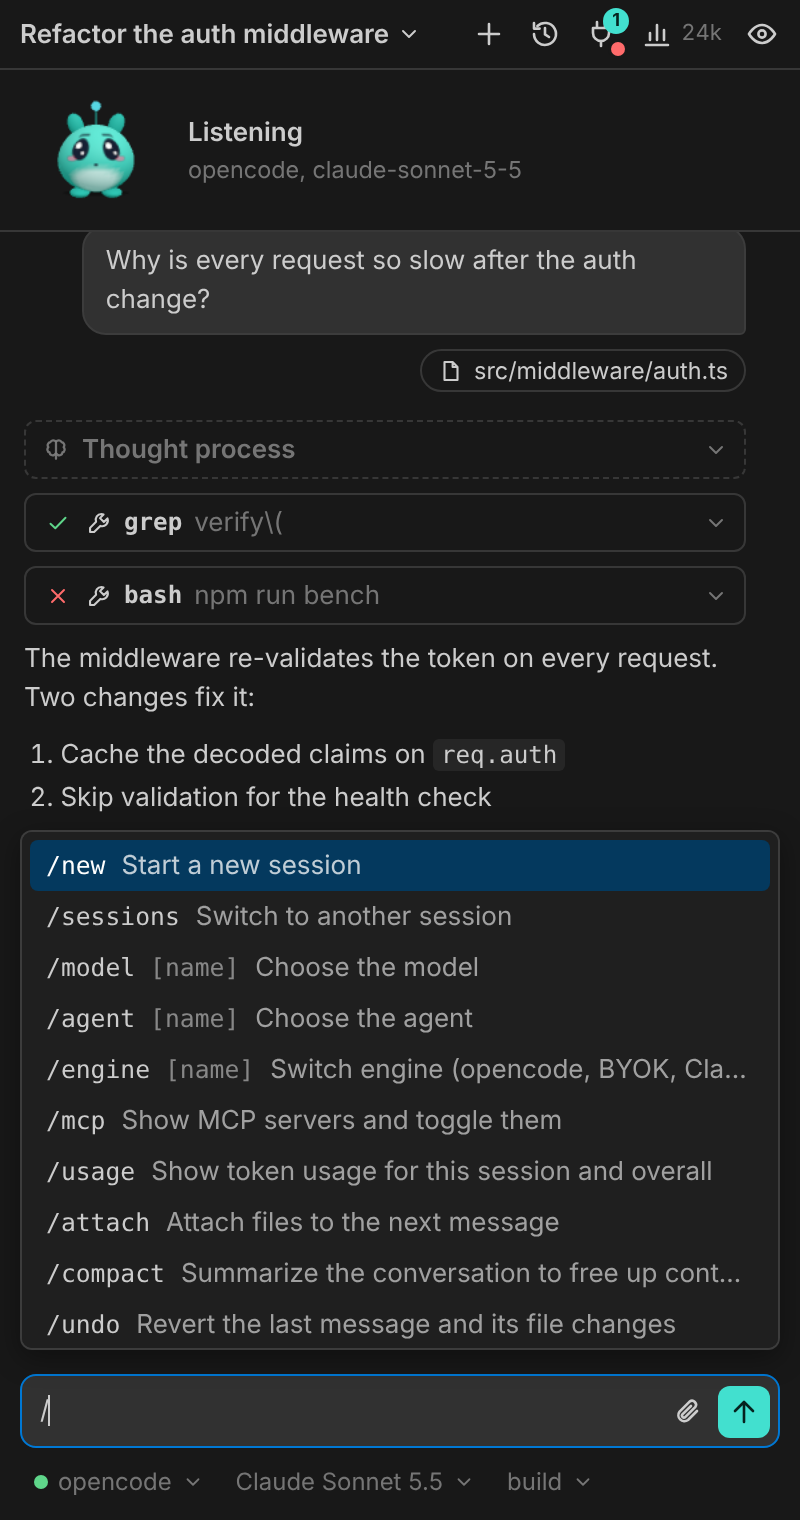 Refactor the auth middleware
1
24k
Listening
opencode, claude-sonnet-5-5
Why is every request so slow after the auth
change?
src/middleware/auth.ts
Thought process
grep verify\(
bash npm run bench
The middleware re-validates the token on every request.
Two changes fix it:
1. Cache the decoded claims on req.auth
2. Skip validation for the health check
/new Start a new session
/sessions Switch to another session
/model [name] Choose the model
/agent [name] Choose the agent
/engine [name] Switch engine (opencode, BYOK, Cla...
/mcp Show MCP servers and toggle them
/usage Show token usage for this session and overall
/attach Attach files to the next message
/compact Summarize the conversation to free up cont...
/undo Revert the last message and its file changes
/
opencode Claude Sonnet 5.5 build